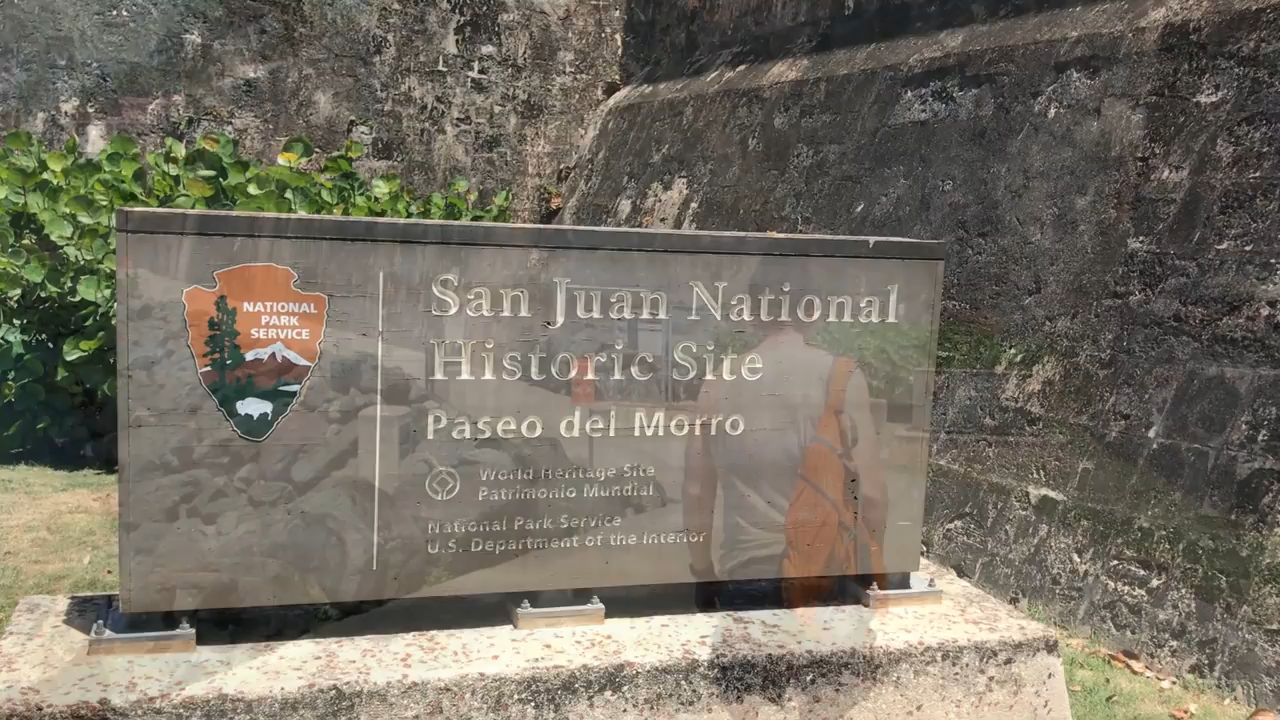 NATIONAL
PARK
SERVICE
San Juan National
Historic Site
Paseo del Morro
World Heritage Site
Patrimonio Mundial
National Park Service
U.S. Department of the Interior